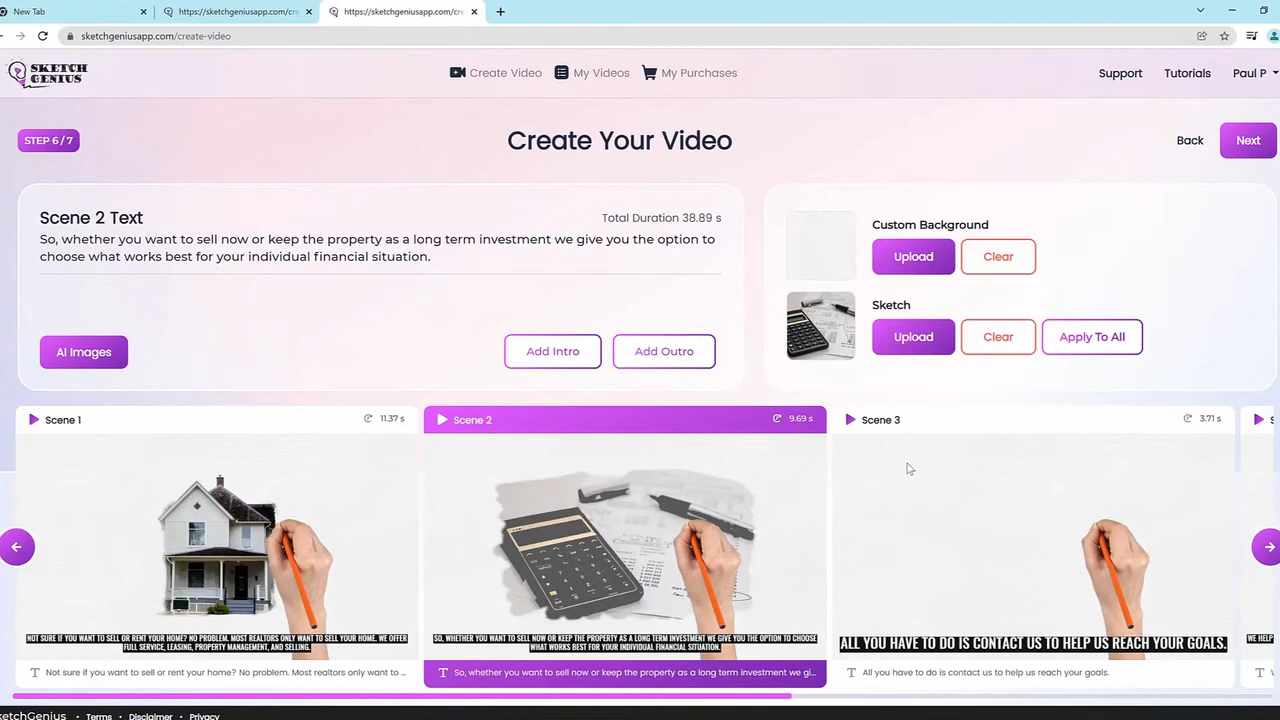 New Tab
https://sketchgeniusapp.com/cr
https://sketchgeniusapp.com/cr
sketchgeniusapp.com/create-video
SKETCH
GENIUS
Create Video
My Videos
My Purchases
Support
Tutorials
Paul P
STEP 6 / 7
Create Your Video
Back
Next
Scene 2 Text
Total Duration 38.89 s
So, whether you want to sell now or keep the property as a long term investment we give you the option to
choose what works best for your individual financial situation.
AI Images
Add Intro
Add Outro
Custom Background
Upload
Clear
Sketch
Upload
Clear
Apply To All
Scene 1
11.37 s
NOT SURE IF YOU WANT TO SELL OR RENT YOUR HOME? NO PROBLEM. MOST REALTORS ONLY WANT TO SELL YOUR HOME. WE OFFER
FULL SERVICE, LEASING, PROPERTY MANAGEMENT, AND SELLING.
Not sure if you want to sell or rent your home? No problem. Most realtors only want to ...
Scene 2
9.69 s
SO, WHETHER YOU WANT TO SELL NOW OR KEEP THE PROPERTY AS A LONG TERM INVESTMENT WE GIVE YOU THE OPTION TO CHOOSE
WHAT WORKS BEST FOR YOUR INDIVIDUAL FINANCIAL SITUATION.
So, whether you want to sell now or keep the property as a long term investment we gi...
Scene 3
3.71 s
ALL YOU HAVE TO DO IS CONTACT US TO HELP US REACH YOUR GOALS.
All you have to do is contact us to help us reach your goals.
WE HELP
ketchGenius • Terms • Disclaimer • Privacy